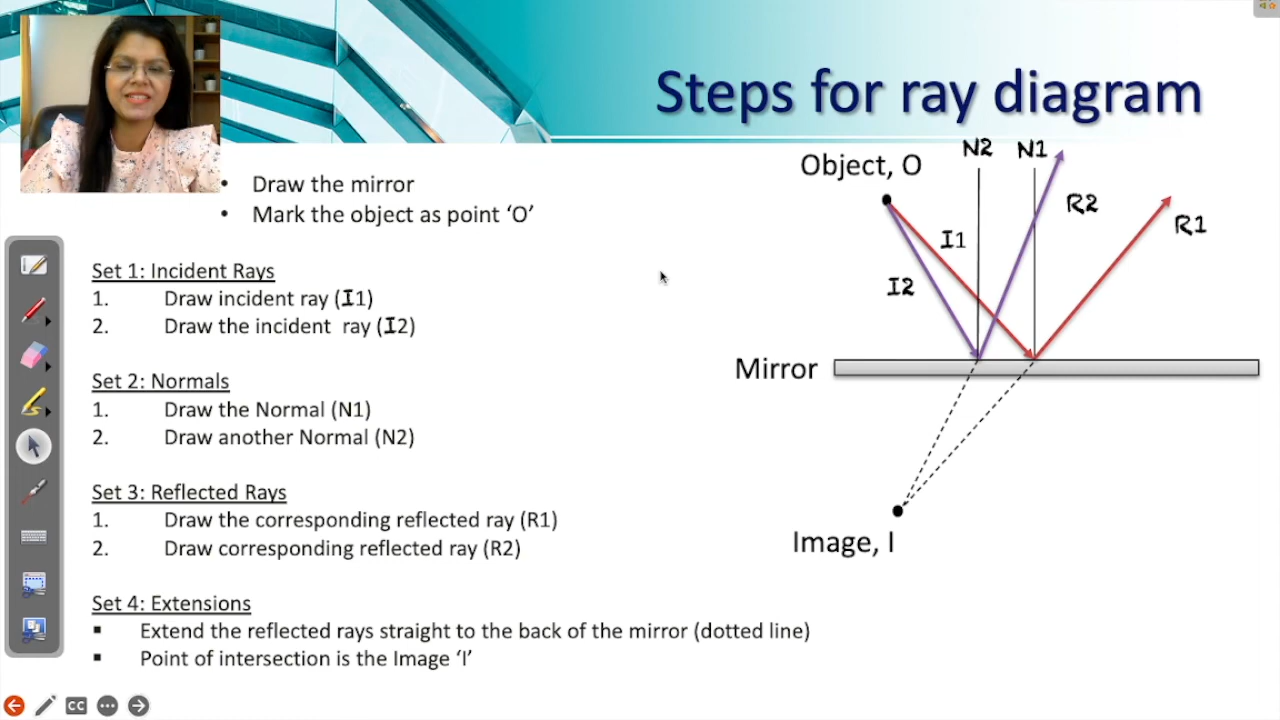 Steps for ray diagram
• Draw the mirror
• Mark the object as point ‘O’
Set 1: Incident Rays
1. Draw incident ray (I1)
2. Draw the incident ray (I2)
Set 2: Normals
1. Draw the Normal (N1)
2. Draw another Normal (N2)
Set 3: Reflected Rays
1. Draw the corresponding reflected ray (R1)
2. Draw corresponding reflected ray (R2)
Set 4: Extensions
▪ Extend the reflected rays straight to the back of the mirror (dotted line)
▪ Point of intersection is the Image ‘I’
Object, O
N2
N1
R2
R1
I1
I2
Mirror
Image, I
CC